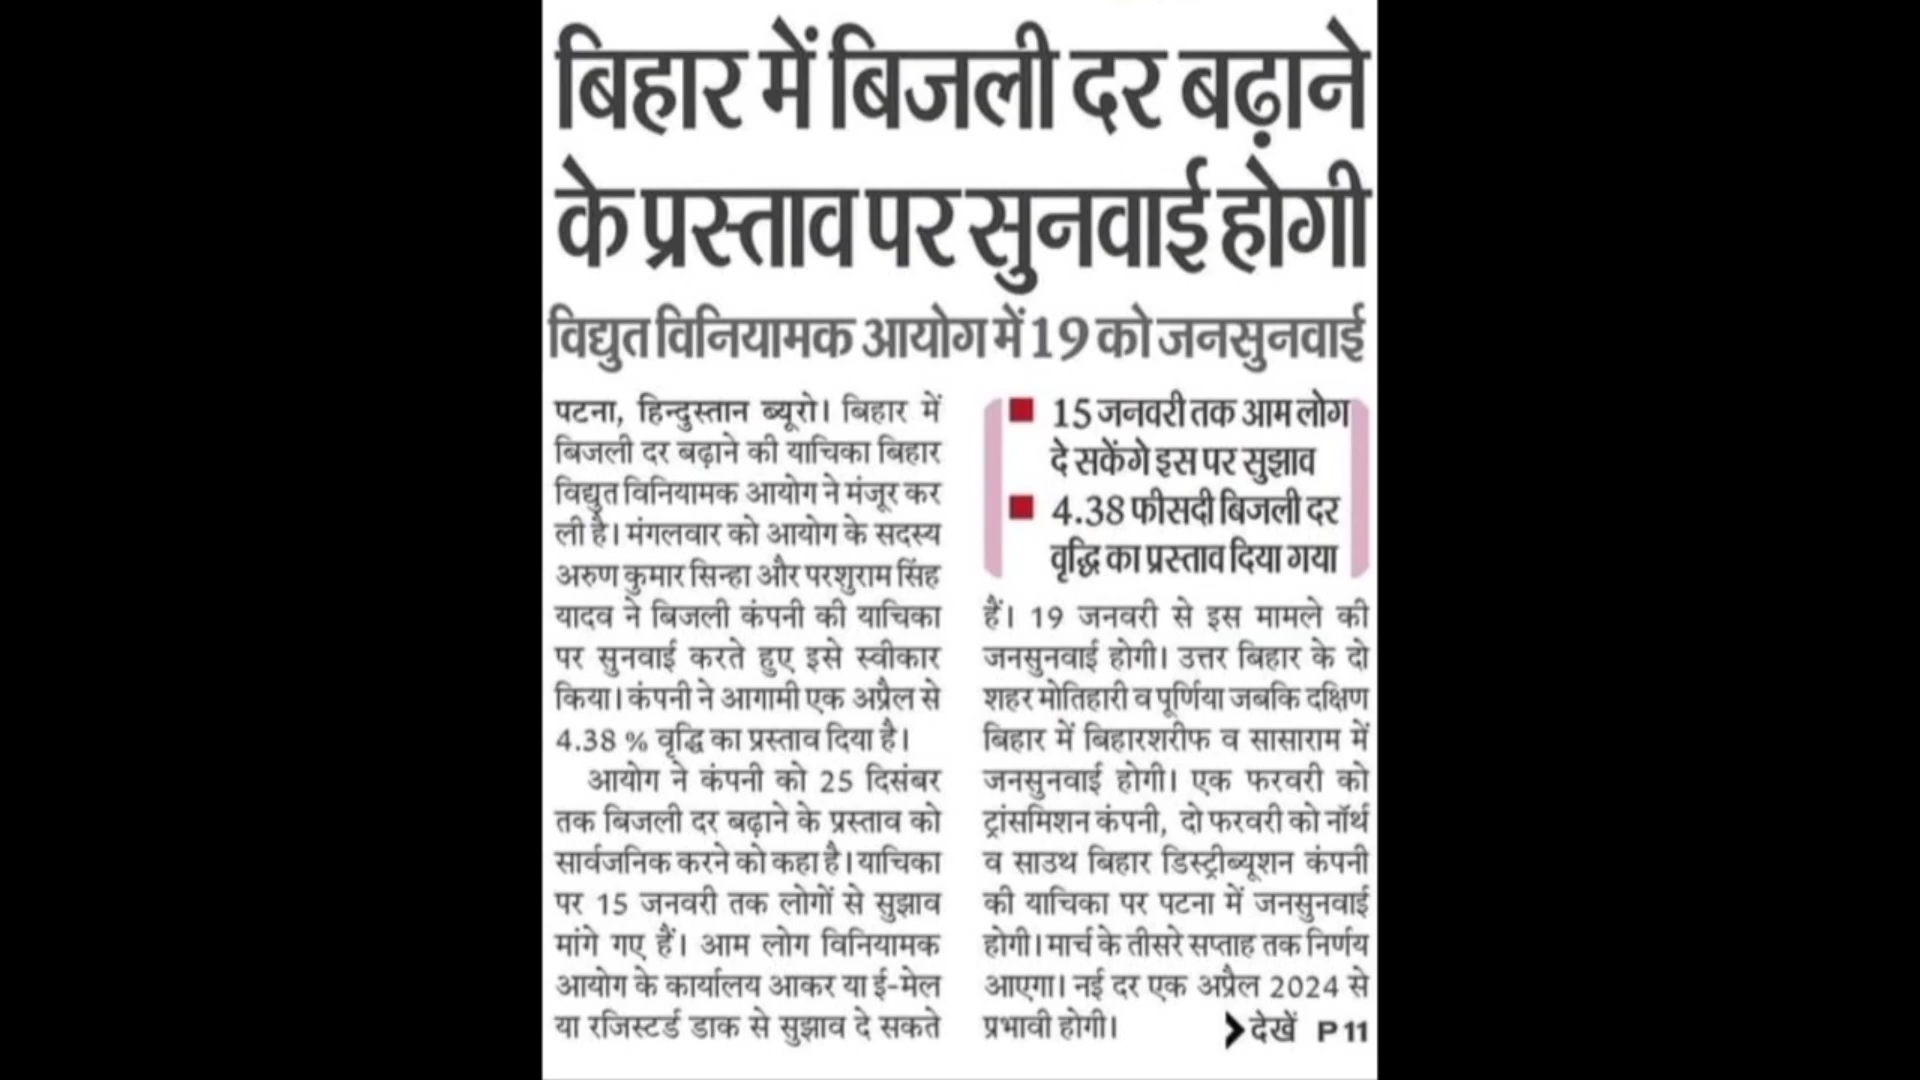 बिहार में बिजली दर बढ़ाने
के प्रस्ताव पर सुनवाई होगी
विद्युत विनियामक आयोग में 19 को जनसुनवाई
पटना, हिन्दुस्तान ब्यूरो। बिहार में
बिजली दर बढ़ाने की याचिका बिहार
विद्युत विनियामक आयोग ने मंजूर कर
ली है। मंगलवार को आयोग के सदस्य
अरुण कुमार सिन्हा और परशुराम सिंह
यादव ने बिजली कंपनी की याचिका
पर सुनवाई करते हुए इसे स्वीकार
किया। कंपनी ने आगामी एक अप्रैल से
4.38 % वृद्धि का प्रस्ताव दिया है।
आयोग ने कंपनी को 25 दिसंबर
तक बिजली दर बढ़ाने के प्रस्ताव को
सार्वजनिक करने को कहा है। याचिका
पर 15 जनवरी तक लोगों से सुझाव
मांगे गए हैं। आम लोग विनियामक
आयोग के कार्यालय आकर या ई-मेल
या रजिस्टर्ड डाक से सुझाव दे सकते
15 जनवरी तक आम लोग
दे सकेंगे इस पर सुझाव
4.38 फीसदी बिजली दर
वृद्धि का प्रस्ताव दिया गया
हैं। 19 जनवरी से इस मामले की
जनसुनवाई होगी। उत्तर बिहार के दो
शहर मोतिहारी व पूर्णिया जबकि दक्षिण
बिहार में बिहारशरीफ व सासाराम में
जनसुनवाई होगी। एक फरवरी को
ट्रांसमिशन कंपनी, दो फरवरी को नॉर्थ
व साउथ बिहार डिस्ट्रीब्यूशन कंपनी
की याचिका पर पटना में जनसुनवाई
होगी। मार्च के तीसरे सप्ताह तक निर्णय
आएगा। नई दर एक अप्रैल 2024 से
प्रभावी होगी। देखें P 11